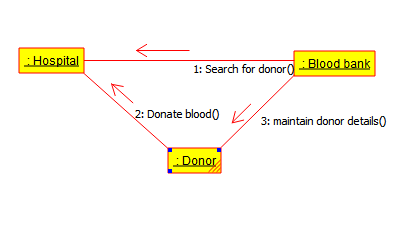 : Hospital
: Blood bank
1: Search for donor()
2: Donate blood()
3: maintain donor details()
: Donor